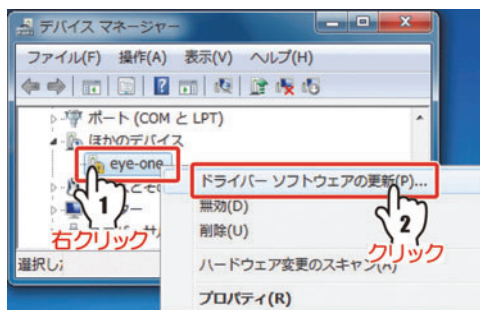 デバイス マネージャー
ファイル(F) 操作(A) 表示(V) ヘルプ(H)
ポート (COM と LPT)
ほかのデバイス
eye-one
ドライバー ソフトウェアの更新(P)...
1
無効(D)
2
右クリック
削除(U)
クリック
選択し
ハードウェア変更のスキャン(A)
プロパティ(R)